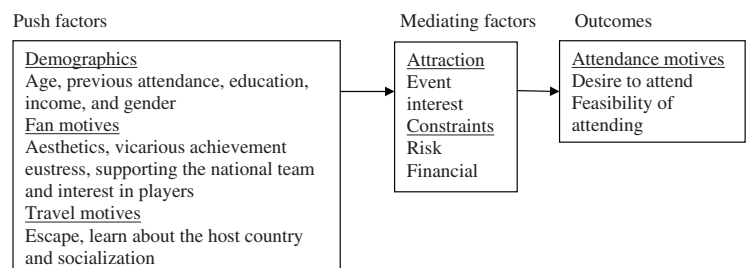 Push factors
Demographics
Age, previous attendance, education,
income, and gender
Fan motives
Aesthetics, vicarious achievement
eustress, supporting the national team
and interest in players
Travel motives
Escape, learn about the host country
and socialization
Mediating factors
Attraction
Event
interest
Constraints
Risk
Financial
Outcomes
Attendance motives
Desire to attend
Feasibility of
attending